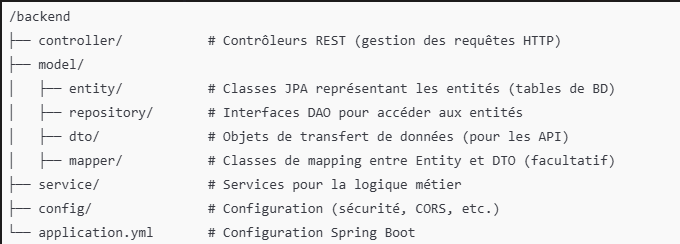 /backend
├── controller/           # Contrôleurs REST (gestion des requêtes HTTP)
├── model/
│   ├── entity/           # Classes JPA représentant les entités (tables de BD)
│   ├── repository/       # Interfaces DAO pour accéder aux entités
│   ├── dto/              # Objets de transfert de données (pour les API)
│   ├── mapper/           # Classes de mapping entre Entity et DTO (facultatif)
├── service/              # Services pour la logique métier
├── config/               # Configuration (sécurité, CORS, etc.)
└── application.yml       # Configuration Spring Boot